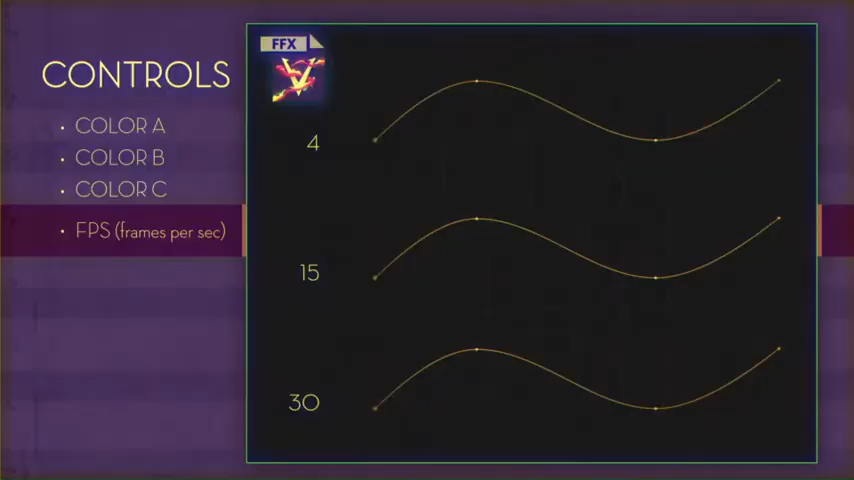 CONTROLS
• COLOR A
• COLOR B
• COLOR C
• FPS (frames per sec)
FFX
4
15
30